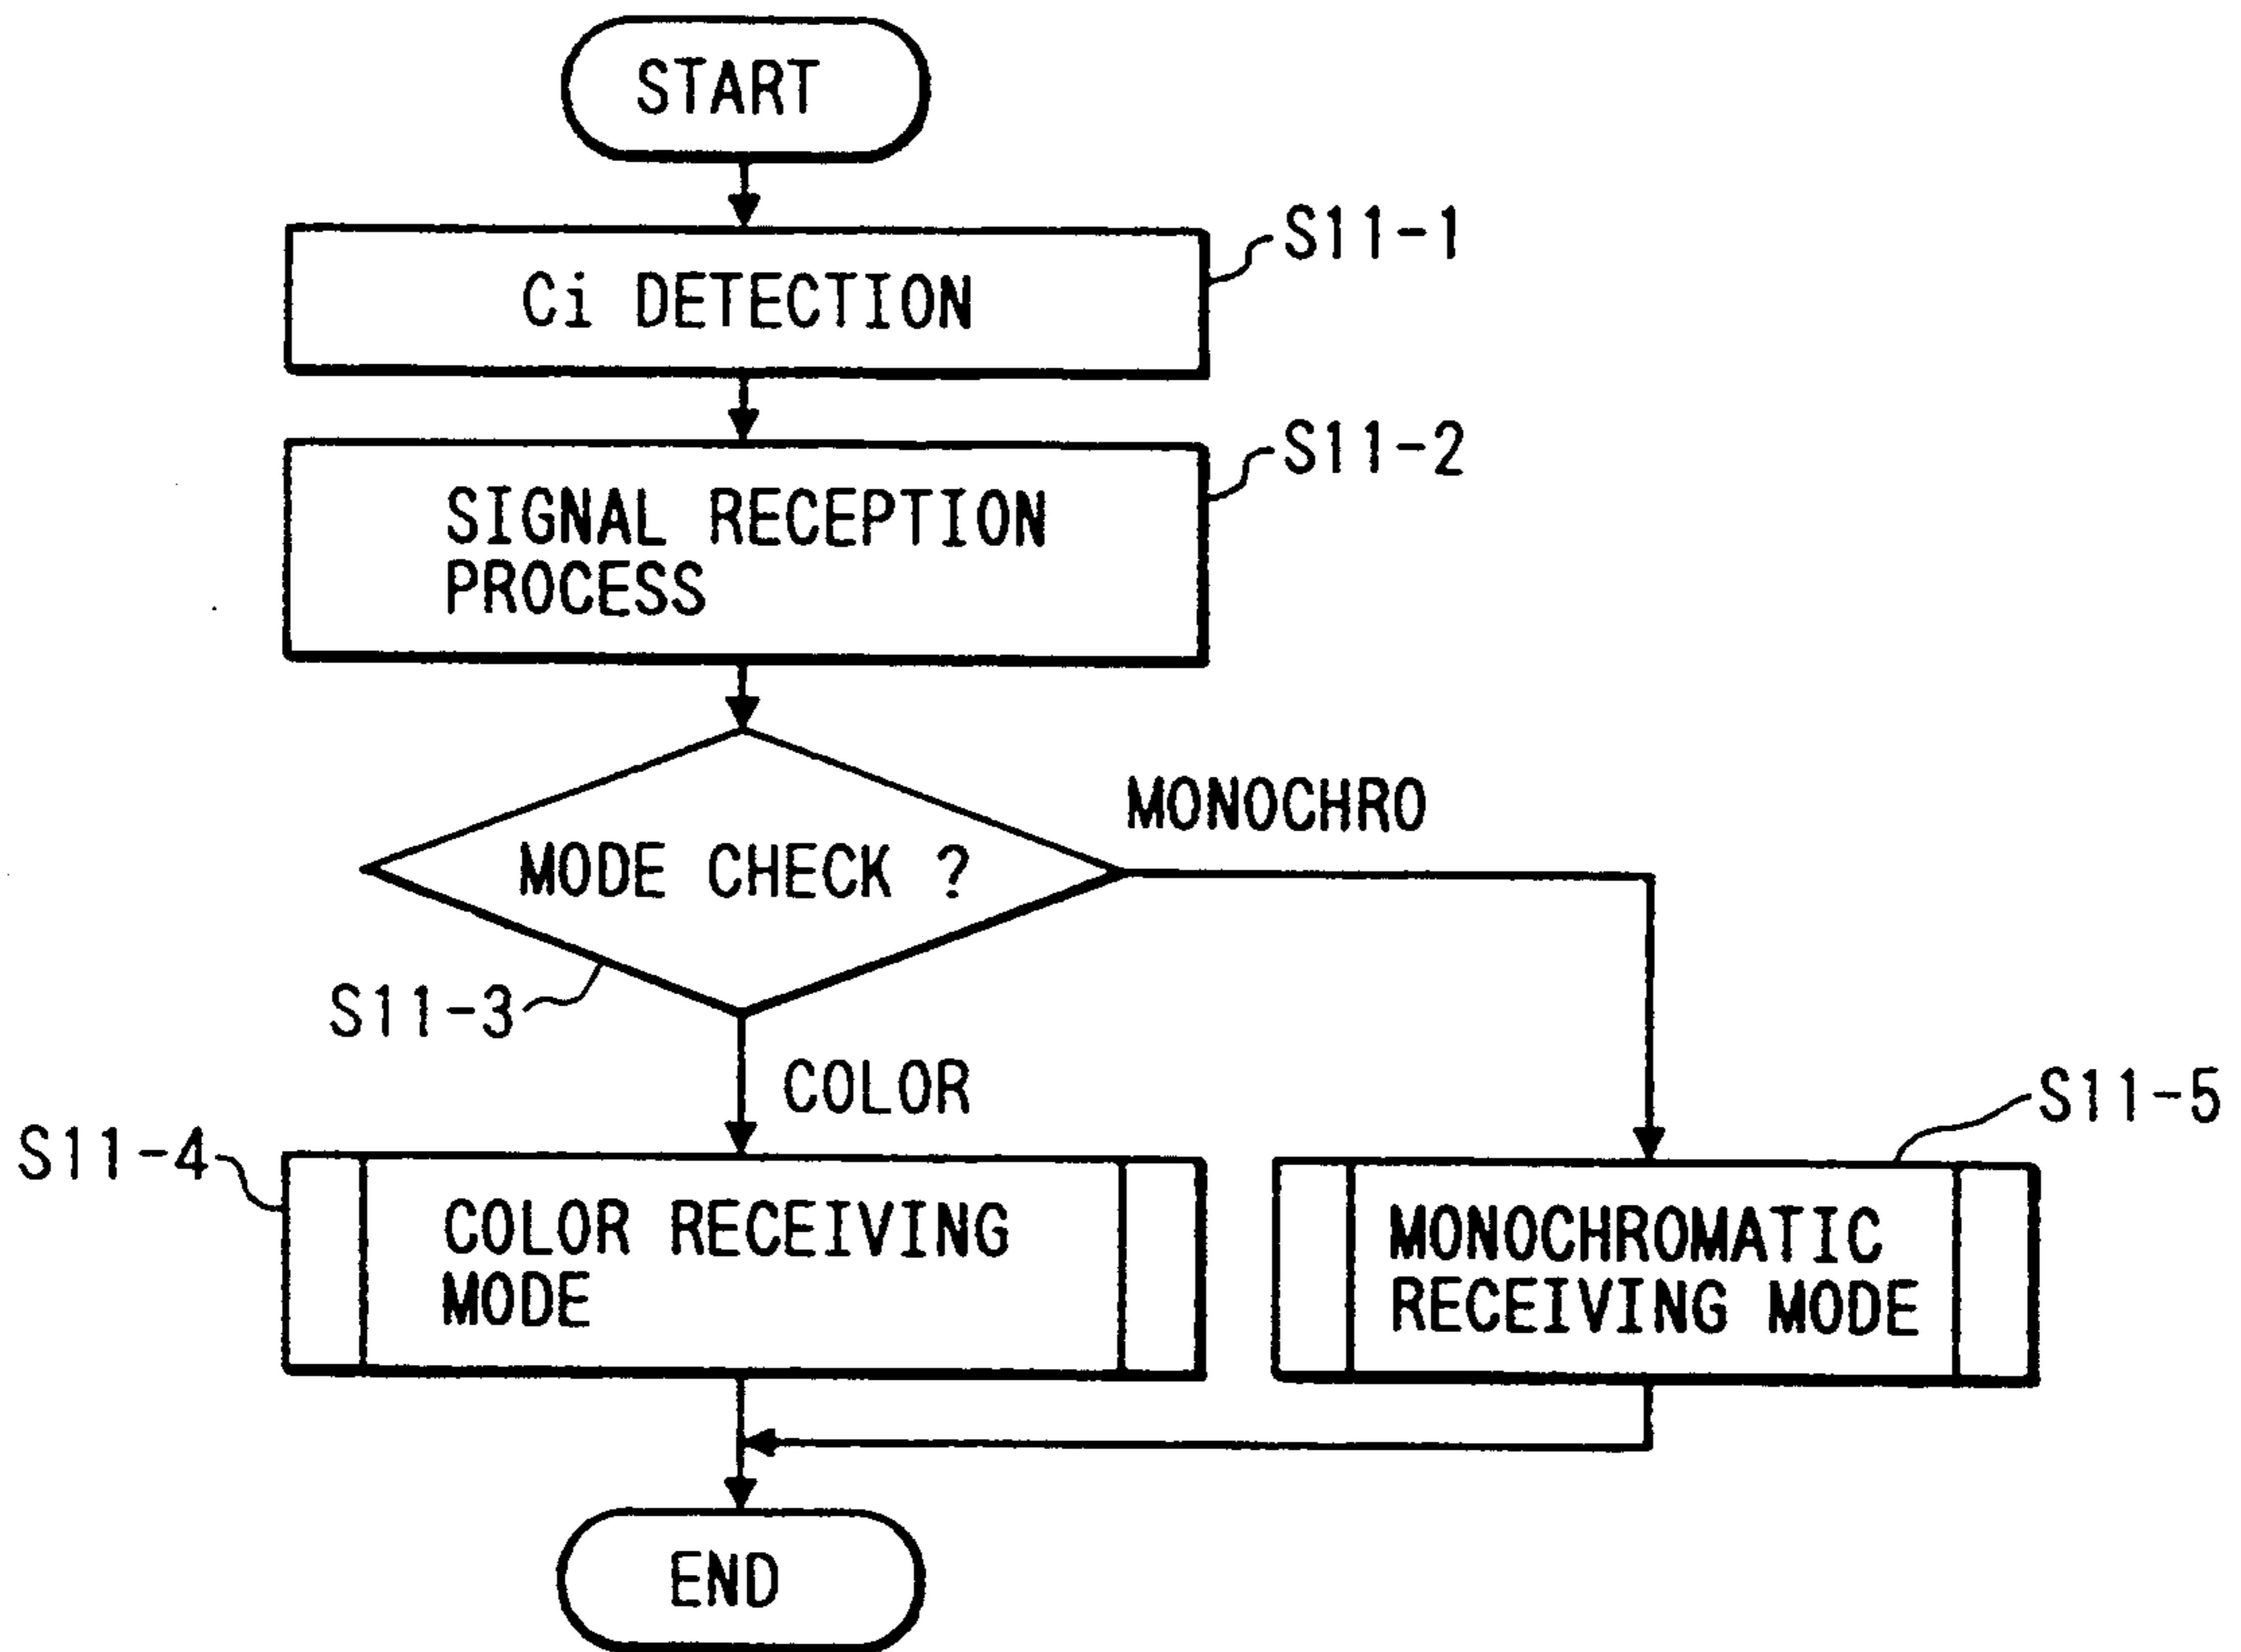 START
S11-1
Ci DETECTION
S11-2
SIGNAL RECEPTION
PROCESS
MONOCHRO
MODE CHECK ?
S11-3
COLOR
S11-4
S11-5
COLOR RECEIVING
MODE
MONOCHROMATIC
RECEIVING MODE
END